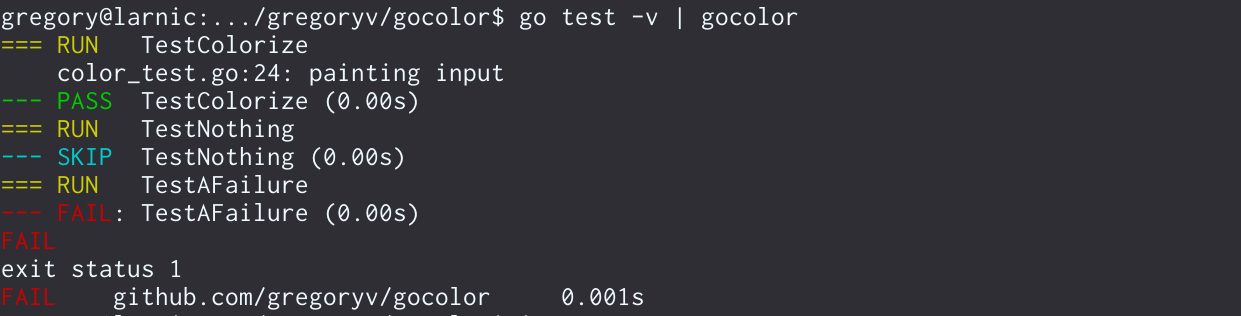 gregory@larnic:.../gregoryv/gocolor$ go test -v | gocolor
=== RUN   TestColorize
    color_test.go:24: painting input
--- PASS  TestColorize (0.00s)
=== RUN   TestNothing
--- SKIP  TestNothing (0.00s)
=== RUN   TestAFailure
--- FAIL: TestAFailure (0.00s)
FAIL
exit status 1
FAIL    github.com/gregoryv/gocolor     0.001s